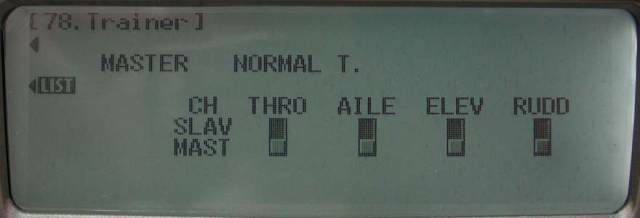 [78.Trainer]
MASTER NORMAL T.
LIST
CH THRO AILE ELEV RUDD
SLAV
MAST